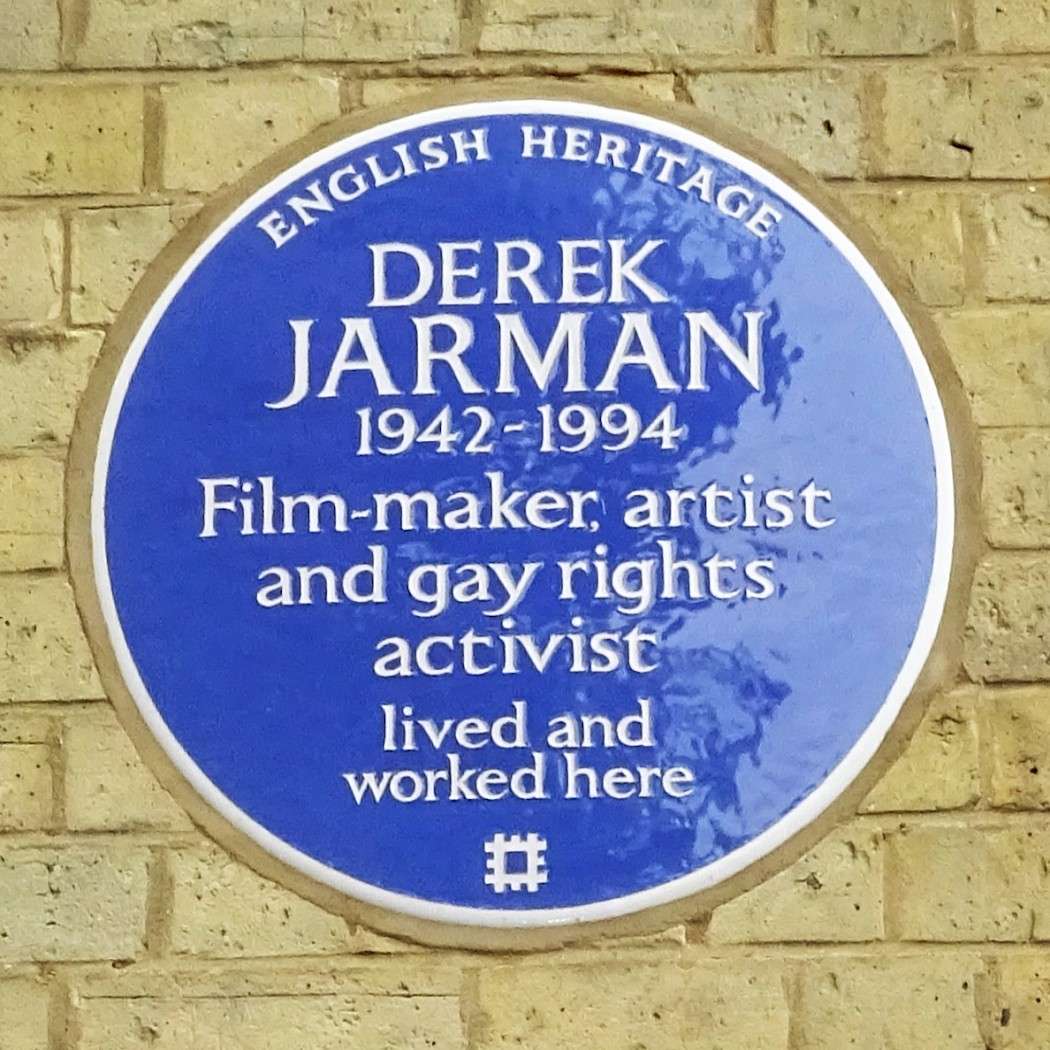 ENGLISH HERITAGE
DEREK
JARMAN
1942-1994
Film-maker, artist
and gay rights
activist
lived and
worked here